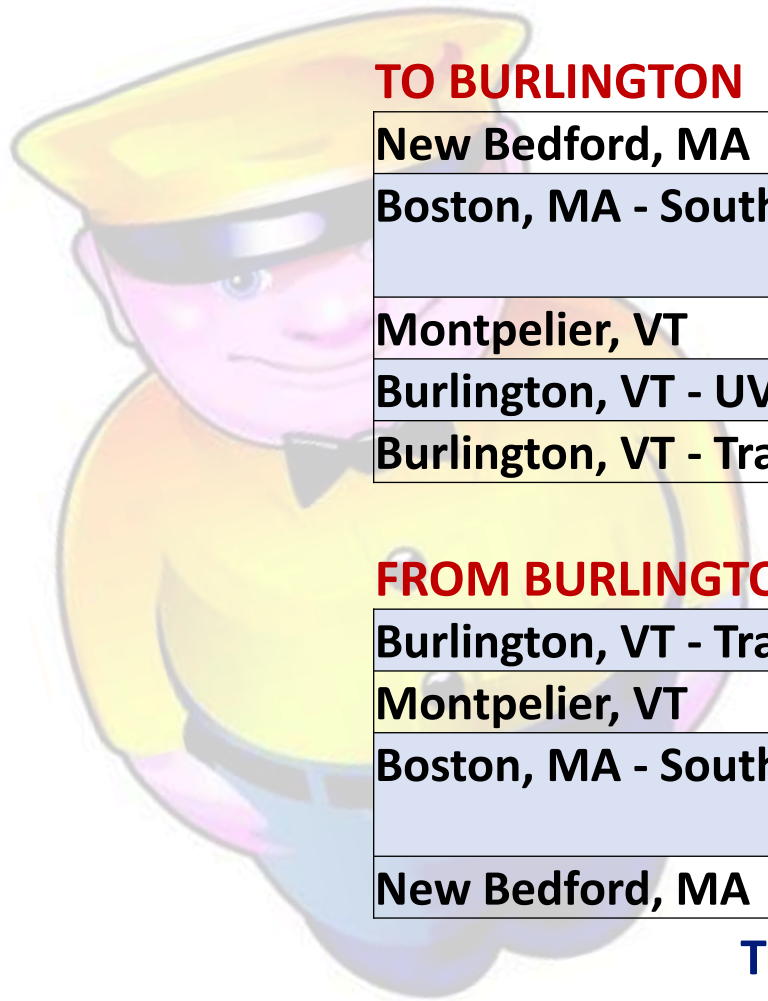 TO BURLINGTON
New Bedford, MA
Boston, MA - South
Montpelier, VT
Burlington, VT - UV
Burlington, VT - Tra
FROM BURLINGTO
Burlington, VT - Tra
Montpelier, VT
Boston, MA - South
New Bedford, MA
T